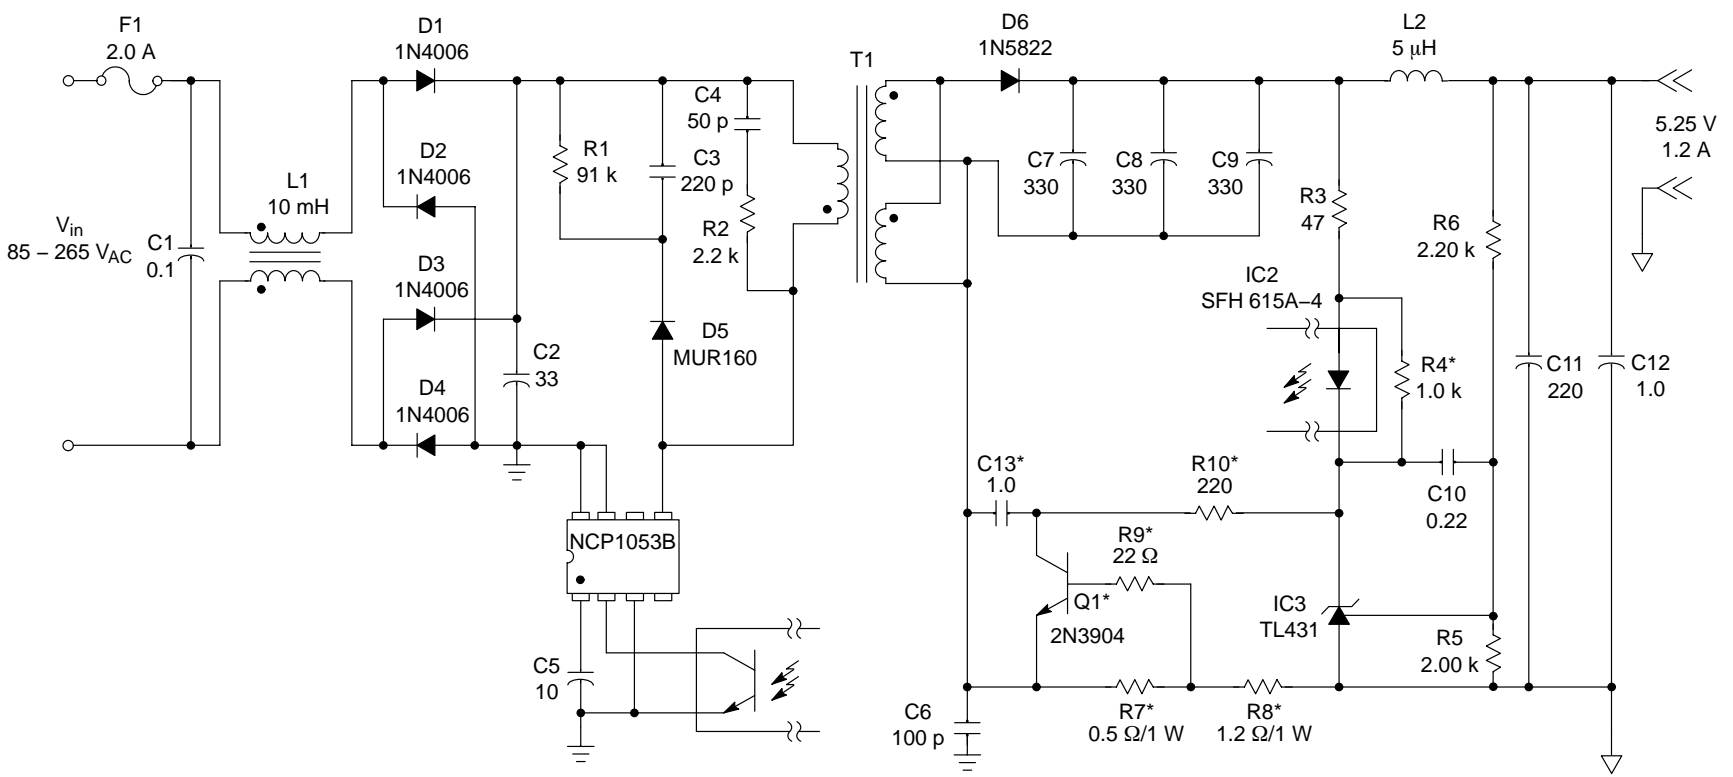 F1
2.0 A
D1
1N4006
D6
1N5822
L2
5 μH
T1
C4
50 p
5.25 V
1.2 A
D2
1N4006
R1
91 k
C3
220 p
C7
330
C8
330
C9
330
L1
10 mH
R3
47
R6
2.20 k
Vin
85 – 265 VAC
C1
0.1
R2
2.2 k
D3
1N4006
IC2
SFH 615A–4
D5
MUR160
C2
33
R4*
1.0 k
C11
220
C12
1.0
D4
1N4006
C13*
1.0
R10*
220
C10
0.22
NCP1053B
R9*
22 Ω
Q1*
2N3904
IC3
TL431
R5
2.00 k
C5
10
C6
100 p
R7*
0.5 Ω/1 W
R8*
1.2 Ω/1 W